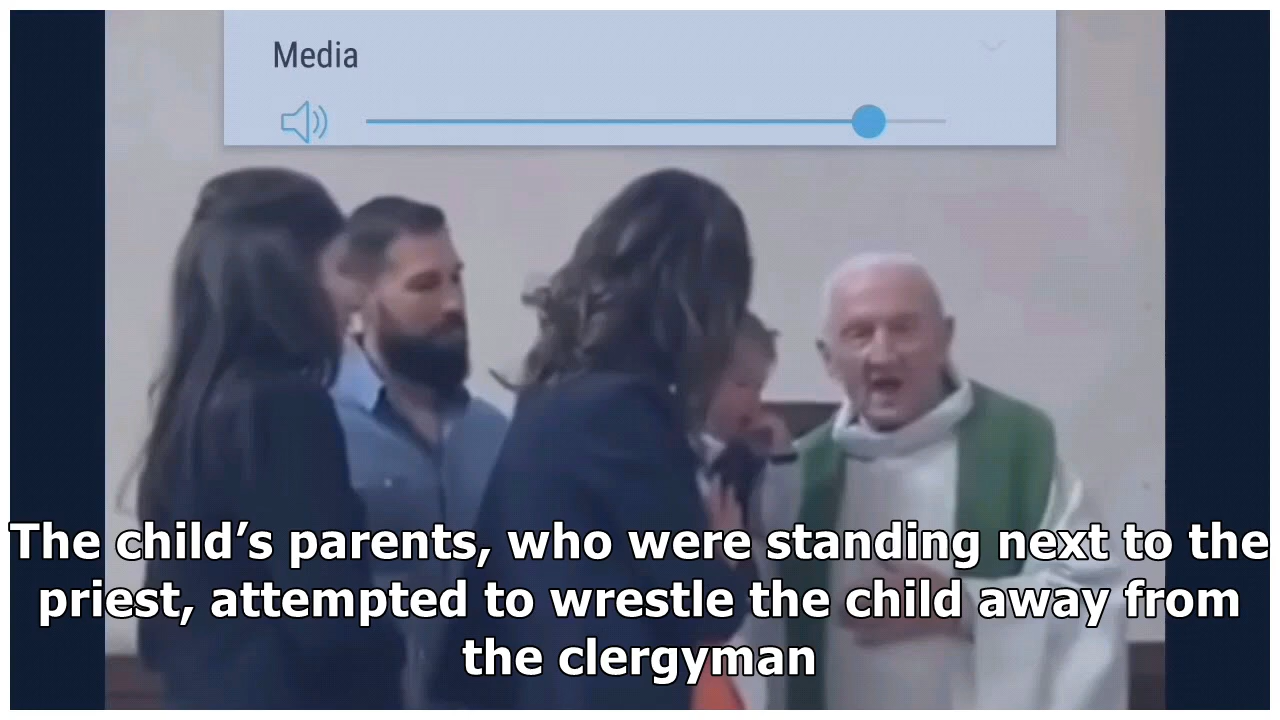 Media
The child’s parents, who were standing next to the
priest, attempted to wrestle the child away from
the clergyman